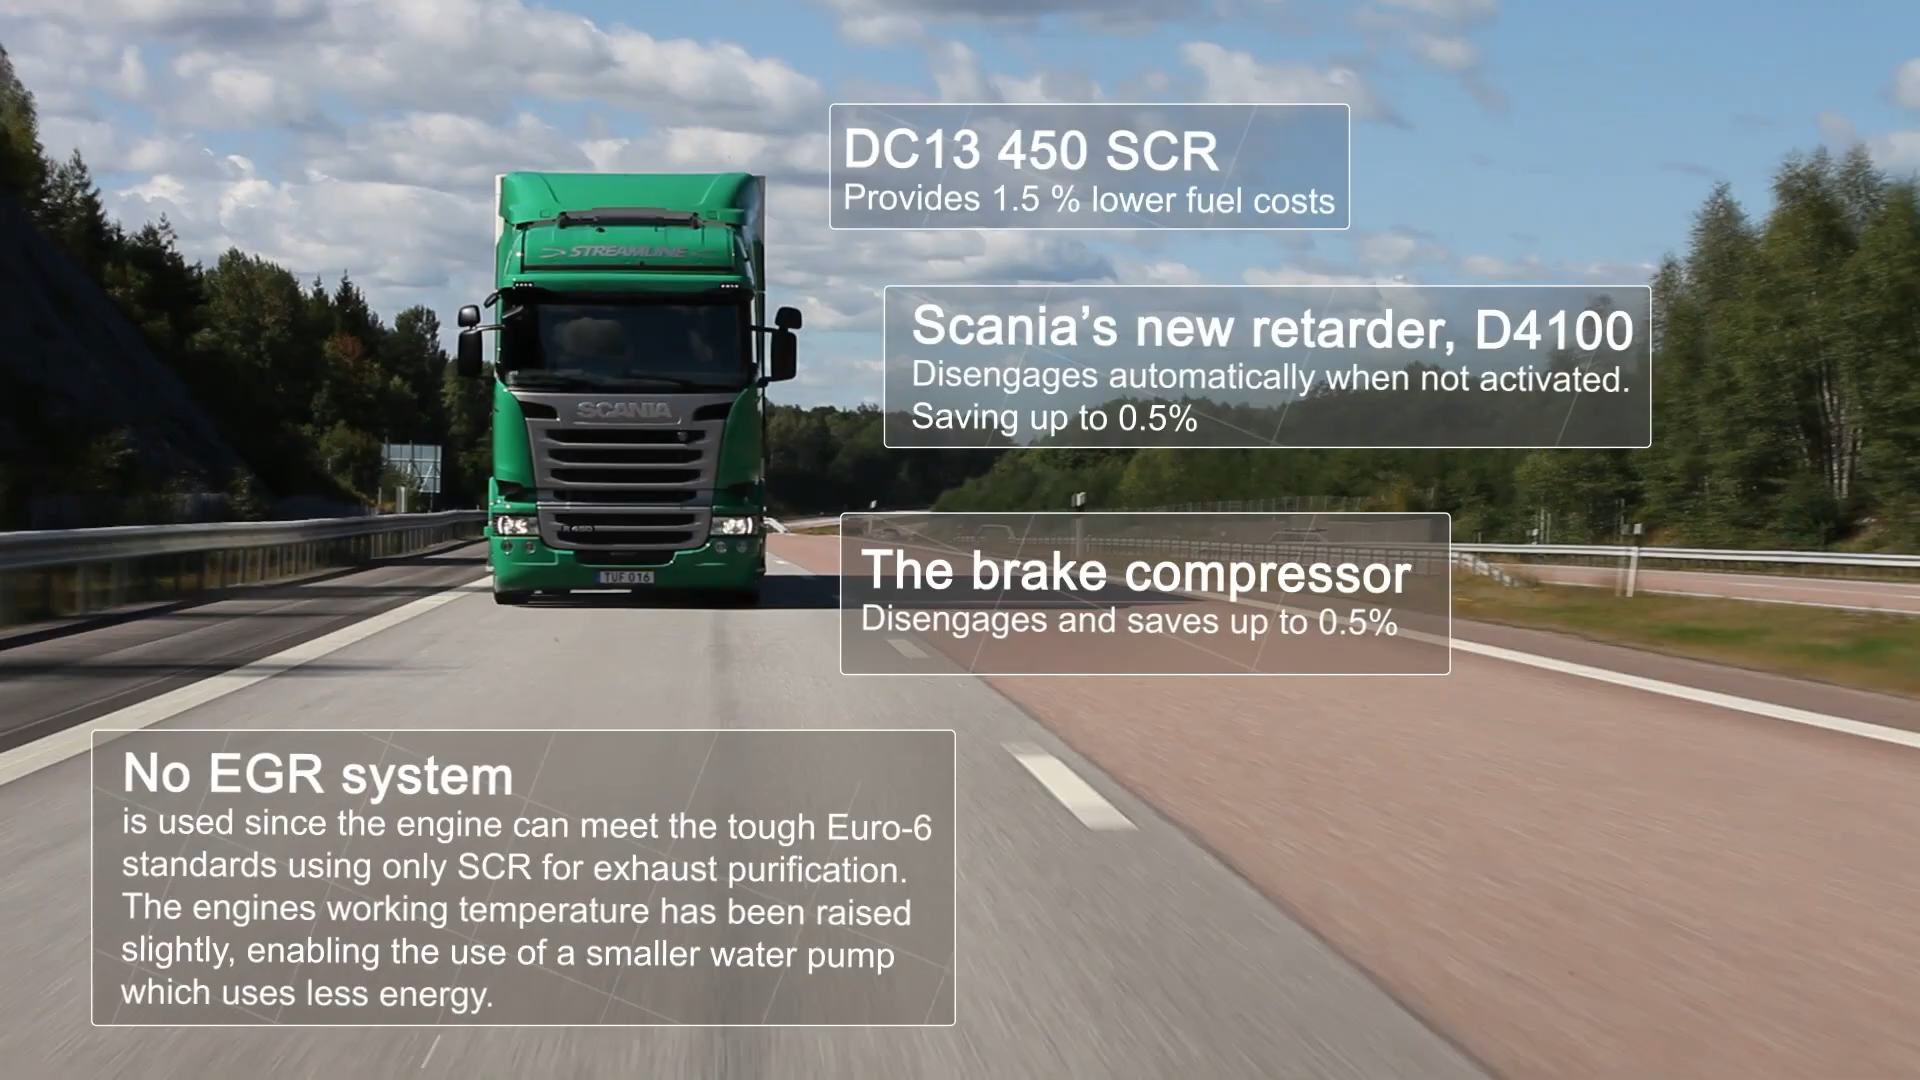 DC13 450 SCR
Provides 1.5 % lower fuel costs
STREAMLINE
Scania’s new retarder, D4100
Disengages automatically when not activated.
Saving up to 0.5%
SCANIA
The brake compressor
Disengages and saves up to 0.5%
TUF 016
No EGR system
is used since the engine can meet the tough Euro-6
standards using only SCR for exhaust purification.
The engines working temperature has been raised
slightly, enabling the use of a smaller water pump
which uses less energy.